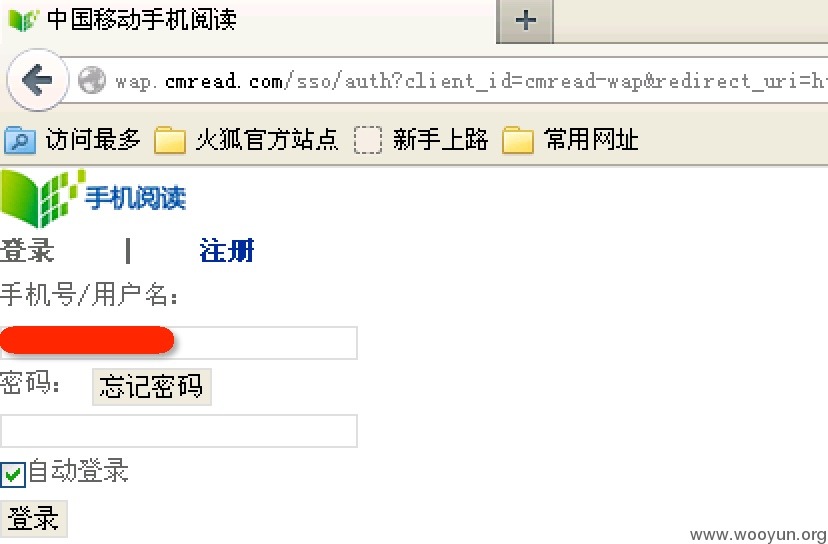 中国移动手机阅读
wap.cmread.com/sso/auth?client_id=cmread-wap&redirect_uri=h
访问最多 火狐官方站点 新手上路 常用网址
手机阅读
登录 | 注册
手机号/用户名:
密码: 忘记密码
自动登录
登录
www.wooyun.org